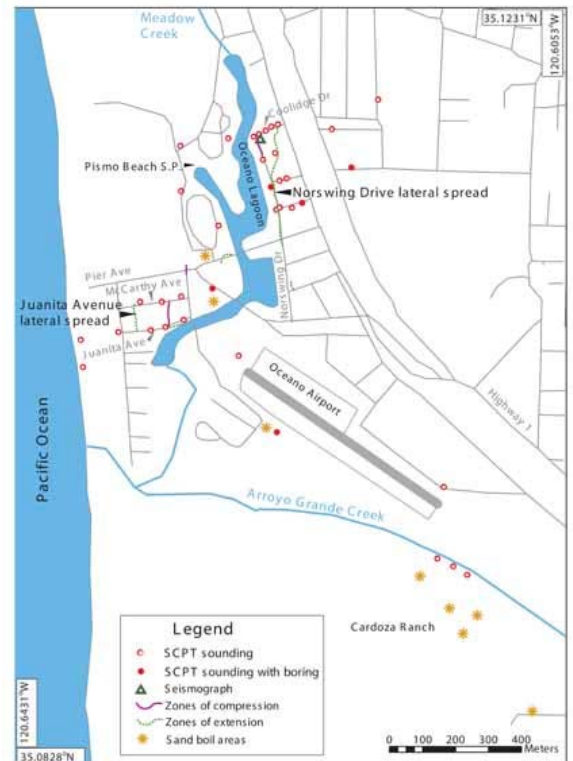 Meadow
Creek
35.1231°N
120.6053°W
Coolidge Dr
Pismo Beach S.P.
Oceano Lagoon
Norswing Drive lateral spread
Pier Ave
McCarthy Ave
Norswing Dr
Juanita Avenue
lateral spread
Juanita Ave
Oceano Airport
Highway 1
Pacific Ocean
Arroyo Grande Creek
Cardoza Ranch
Legend
SCPT sounding
SCPT sounding with boring
Seismograph
Zones of compression
Zones of extension
Sand boil areas
0 100 200 300 400
Meters
120.6431°W
35.0828°N